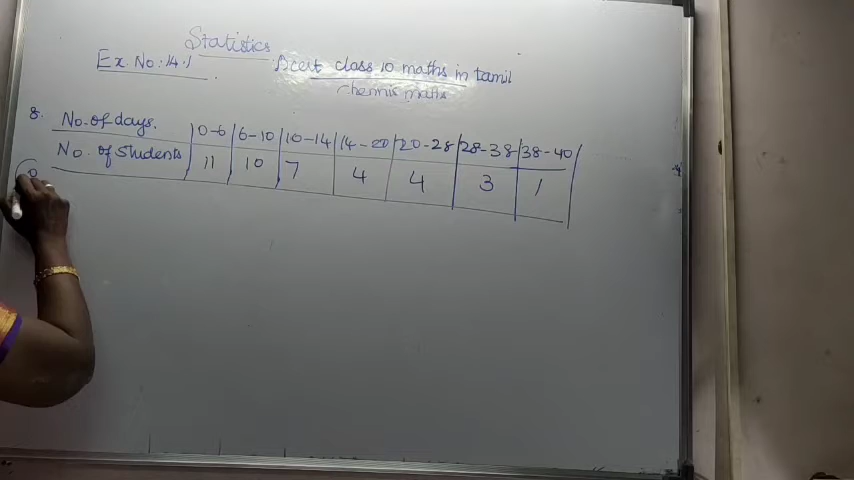 Statistics
Ex. No: 14.1
Ncert class 10 maths in tamil
chennis maths
8. No. of days. 0-6 6-10 10-14 14-20 20-28 28-38 38-40
No. of Students 11 10 7 4 4 3 1